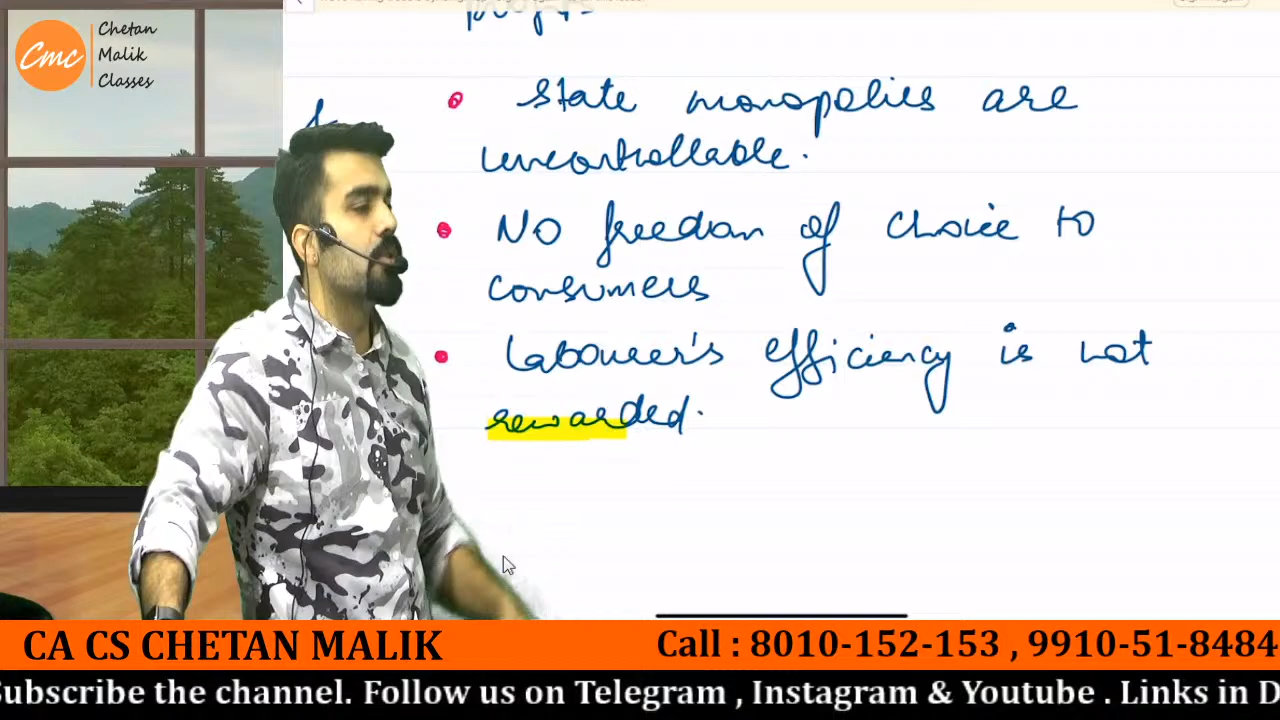 Cmc
Chetan
Malik
Classes
• State monopolies are
uncontrollable.
• No freedom of choice to
consumers
• Labourer's efficiency is not
rewarded.
CA CS CHETAN MALIK
Call : 8010-152-153 , 9910-51-8484
Subscribe the channel. Follow us on Telegram , Instagram & Youtube . Links in D